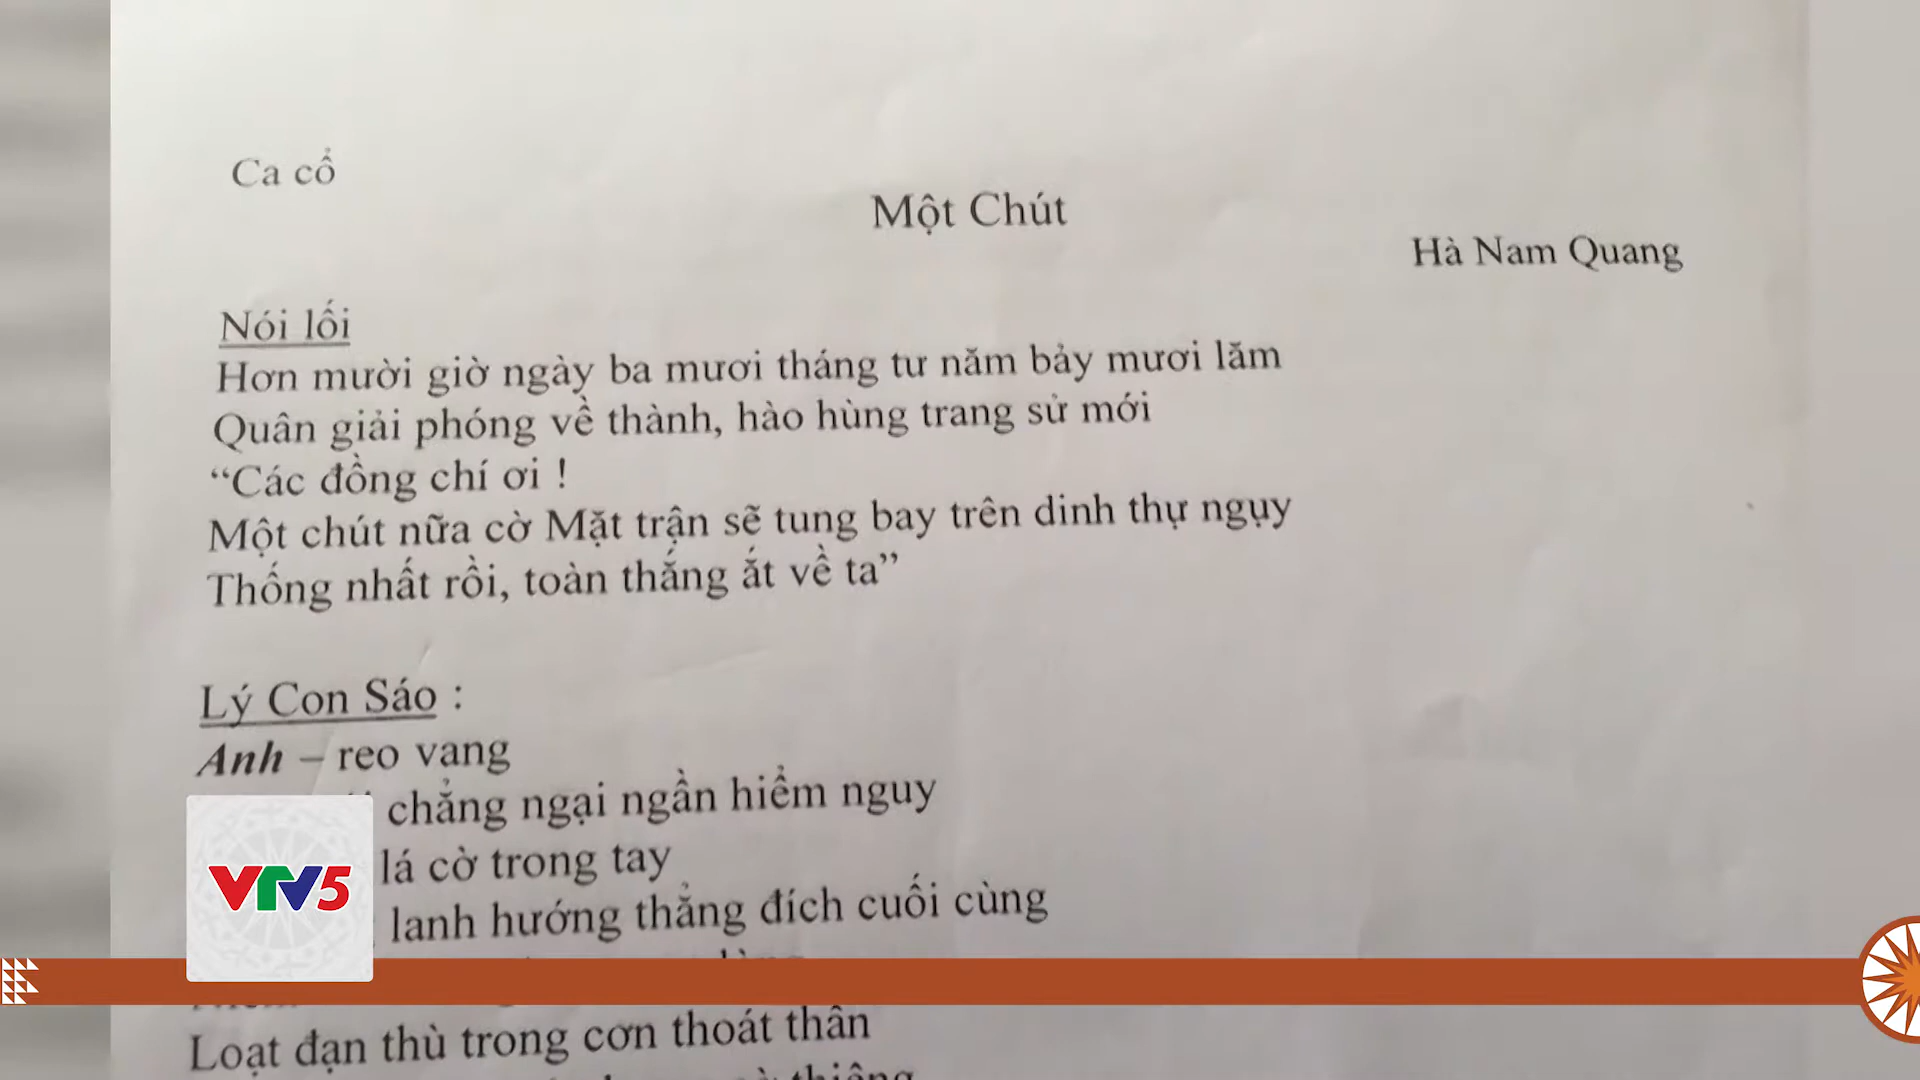 Ca cổ
Một Chút
Hà Nam Quang
Nói lối
Hơn mười giờ ngày ba mươi tháng tư năm bảy mươi lăm
Quân giải phóng về thành, hào hùng trang sử mới
“Các đồng chí ơi !
Một chút nữa cờ Mặt trận sẽ tung bay trên dinh thự ngụy
Thống nhất rồi, toàn thắng ắt về ta”
Lý Con Sáo :
Anh – reo vang
chẳng ngại ngần hiểm nguy
lá cờ trong tay
lanh hướng thẳng đích cuối cùng
VTV5
Loạt đạn thù trong cơn thoát thân